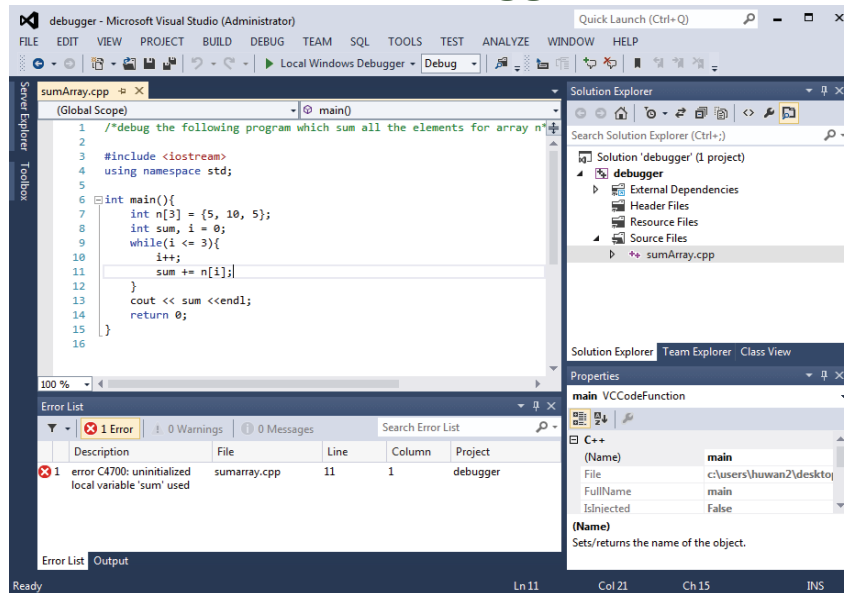 debugger - Microsoft Visual Studio (Administrator)
Quick Launch (Ctrl+Q)
FILE EDIT VIEW PROJECT BUILD DEBUG TEAM SQL TOOLS TEST ANALYZE WINDOW HELP
Local Windows Debugger Debug
Server Explorer
Toolbox
sumArray.cpp
(Global Scope) main()
1 /*debug the following program which sum all the elements for array n*
2
3 #include <iostream>
4 using namespace std;
5
6 int main(){
7 int n[3] = {5, 10, 5};
8 int sum, i = 0;
9 while(i <= 3){
10 i++;
11 sum += n[i];
12 }
13 cout << sum <<endl;
14 return 0;
15 }
16
100 %
Error List
1 Error 0 Warnings 0 Messages Search Error List
Description File Line Column Project
1 error C4700: uninitialized local variable 'sum' used sumarray.cpp 11 1 debugger
Error List Output
Solution Explorer
Search Solution Explorer (Ctrl+;)
Solution 'debugger' (1 project)
debugger
External Dependencies
Header Files
Resource Files
Source Files
sumArray.cpp
Solution Explorer Team Explorer Class View
Properties
main VCCodeFunction
C++
(Name) main
File c:\users\huwan2\desktop
FullName main
IsInjected False
(Name)
Sets/returns the name of the object.
Ready Ln 11 Col 21 Ch 15 INS